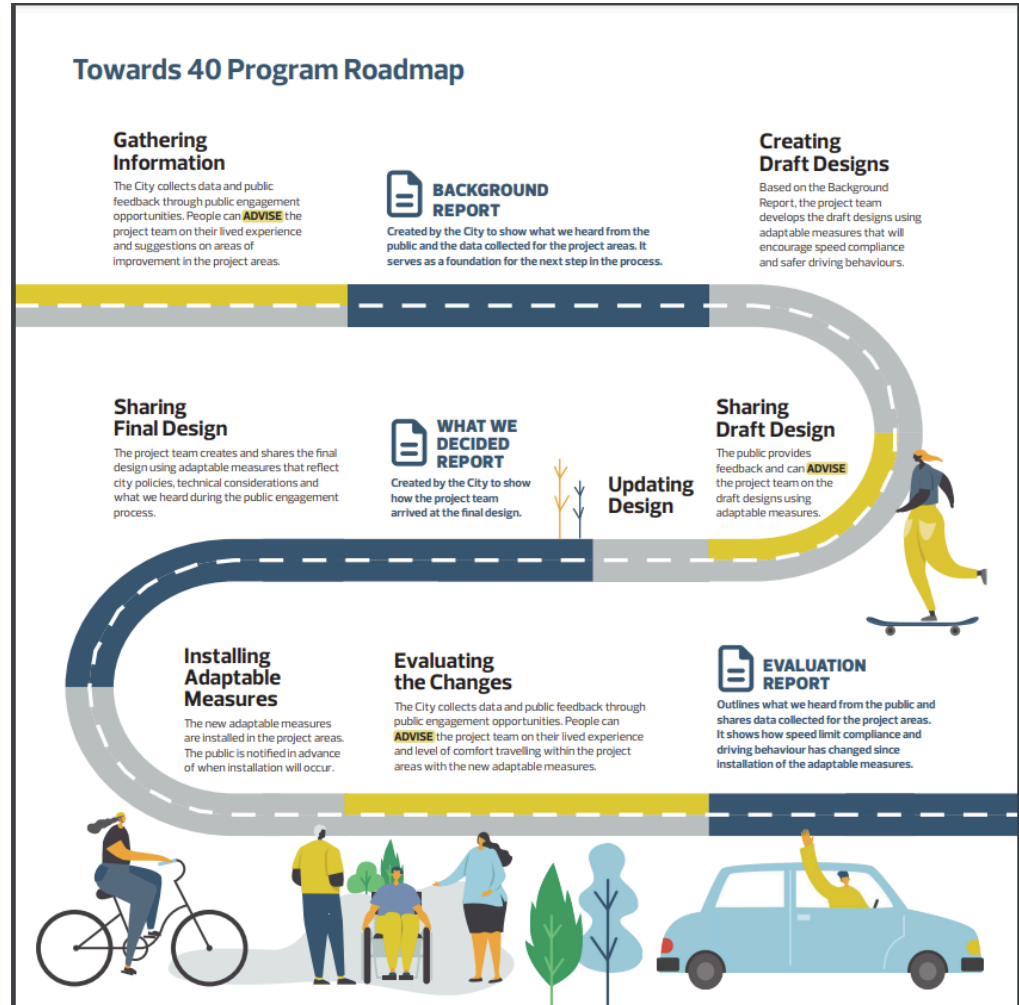 Towards 40 Program Roadmap
Gathering
Information
The City collects data and public
feedback through public engagement
opportunities. People can ADVISE the
project team on their lived experience
and suggestions on areas of
improvement in the project areas.
BACKGROUND
REPORT
Created by the City to show what we heard from the
public and the data collected for the project areas. It
serves as a foundation for the next step in the process.
Creating
Draft Designs
Based on the Background
Report, the project team
develops the draft designs using
adaptable measures that will
encourage speed compliance
and safer driving behaviours.
Sharing
Draft Design
The public provides
feedback and can ADVISE
the project team on the
draft designs using
adaptable measures.
Updating
Design
WHAT WE
DECIDED
REPORT
Created by the City to show
how the project team
arrived at the final design.
Sharing
Final Design
The project team creates and shares the final
design using adaptable measures that reflect
city policies, technical considerations and
what we heard during the public engagement
process.
Installing
Adaptable
Measures
The new adaptable measures
are installed in the project areas.
The public is notified in advance
of when installation will occur.
Evaluating
the Changes
The City collects data and public feedback through
public engagement opportunities. People can
ADVISE the project team on their lived experience
and level of comfort travelling within the project
areas with the new adaptable measures.
EVALUATION
REPORT
Outlines what we heard from the public and
shares data collected for the project areas.
It shows how speed limit compliance and
driving behaviour has changed since
installation of the adaptable measures.